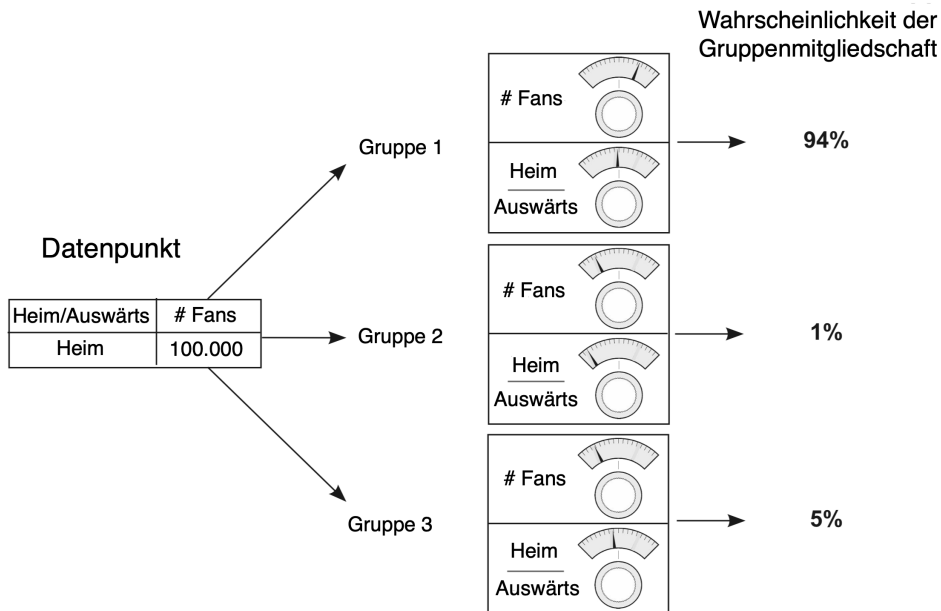 Wahrscheinlichkeit der
Gruppenmitgliedschaft
# Fans
Gruppe 1
94%
Heim
Auswärts
Datenpunkt
# Fans
Heim/Auswärts # Fans
Gruppe 2
1%
Heim 100.000
Heim
Auswärts
# Fans
Gruppe 3
5%
Heim
Auswärts